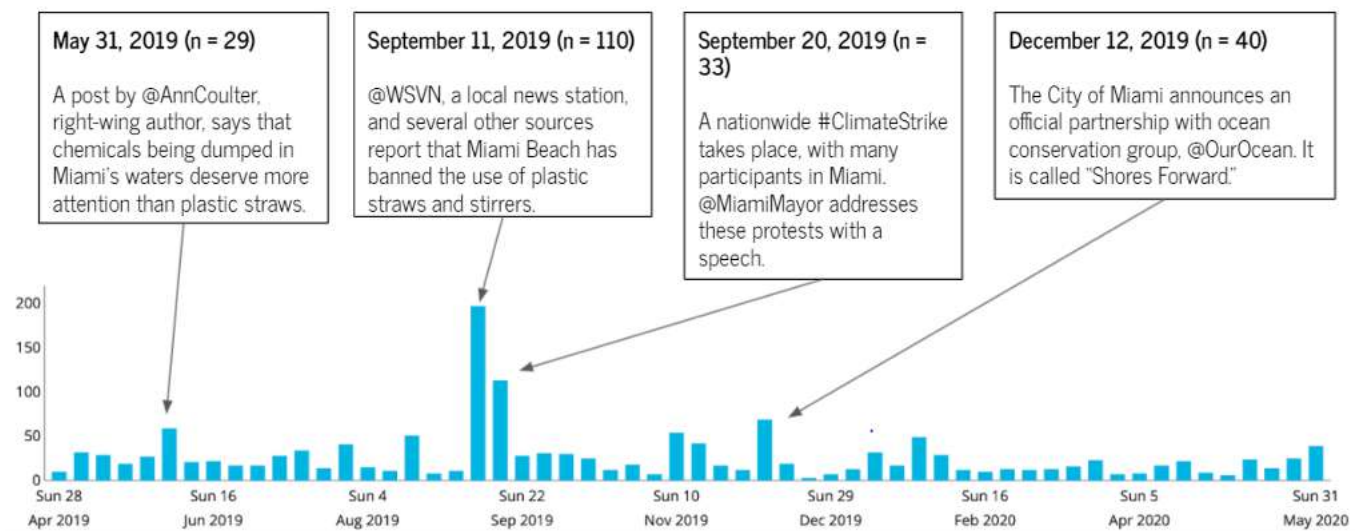 May 31, 2019 (n = 29)
A post by @AnnCoulter,
right-wing author, says that
chemicals being dumped in
Miami's waters deserve more
attention than plastic straws.
September 11, 2019 (n = 110)
@WSVN, a local news station,
and several other sources
report that Miami Beach has
banned the use of plastic
straws and stirrers.
September 20, 2019 (n =
33)
A nationwide #ClimateStrike
takes place, with many
participants in Miami.
@MiamiMayor addresses
these protests with a
speech.
December 12, 2019 (n = 40)
The City of Miami announces an
official partnership with ocean
conservation group, @OurOcean. It
is called "Shores Forward."
200
150
100
50
0
Sun 28 Sun 16 Sun 4 Sun 22 Sun 10 Sun 29 Sun 16 Sun 5 Sun 31
Apr 2019 Jun 2019 Aug 2019 Sep 2019 Nov 2019 Dec 2019 Feb 2020 Apr 2020 May 2020